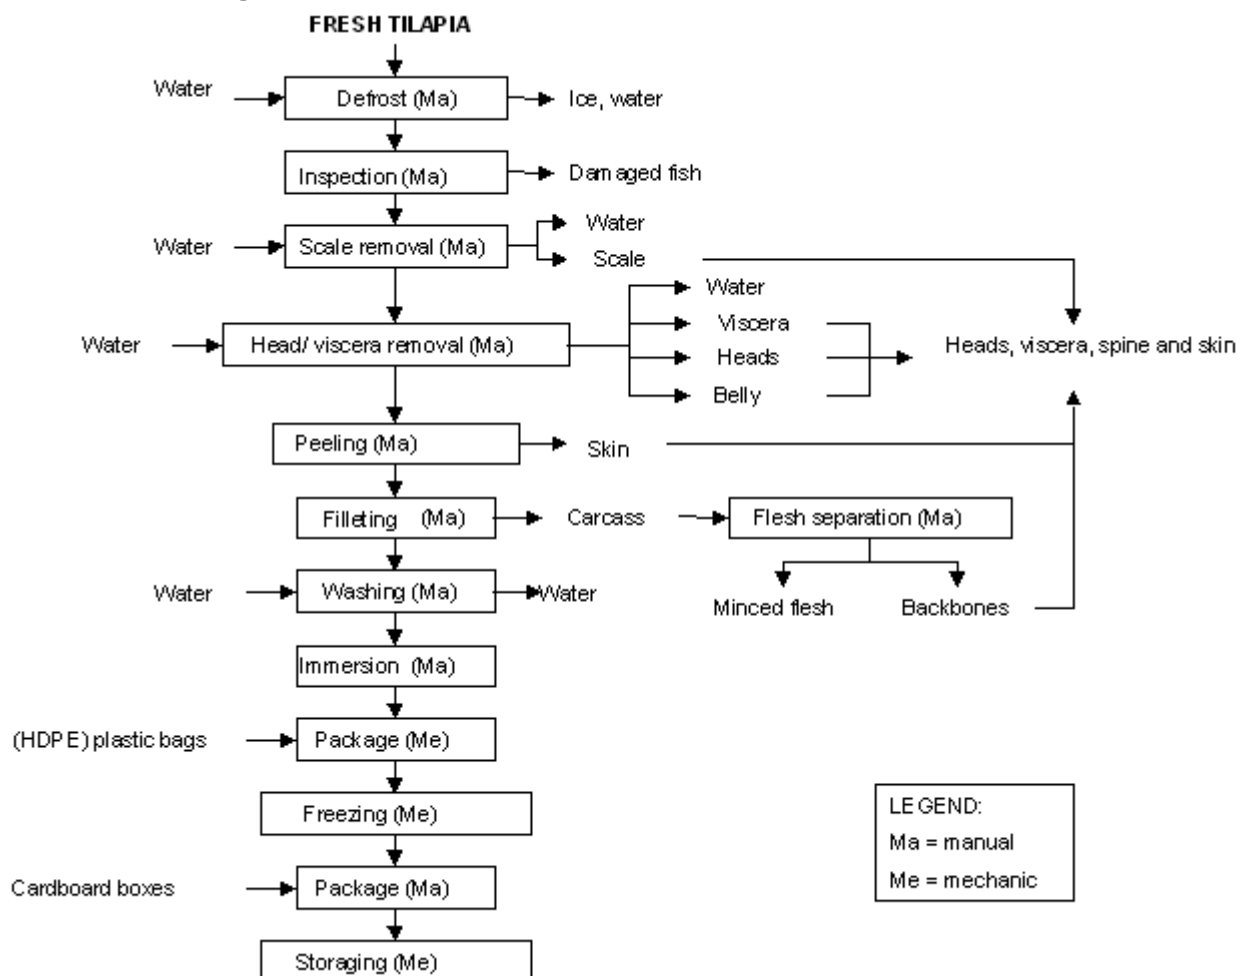 FRESH TILAPIA
Water
Defrost (Ma)
Ice, water
Inspection (Ma)
Damaged fish
Water
Scale removal (Ma)
Water
Scale
Water
Head/ viscera removal (Ma)
Water
Viscera
Heads
Belly
Heads, viscera, spine and skin
Peeling (Ma)
Skin
Filleting (Ma)
Carcass
Flesh separation (Ma)
Water
Washing (Ma)
Water
Minced flesh
Backbones
Immersion (Ma)
(HDPE) plastic bags
Package (Me)
Freezing (Me)
Cardboard boxes
Package (Ma)
Storaging (Me)
LEGEND:
Ma = manual
Me = mechanic